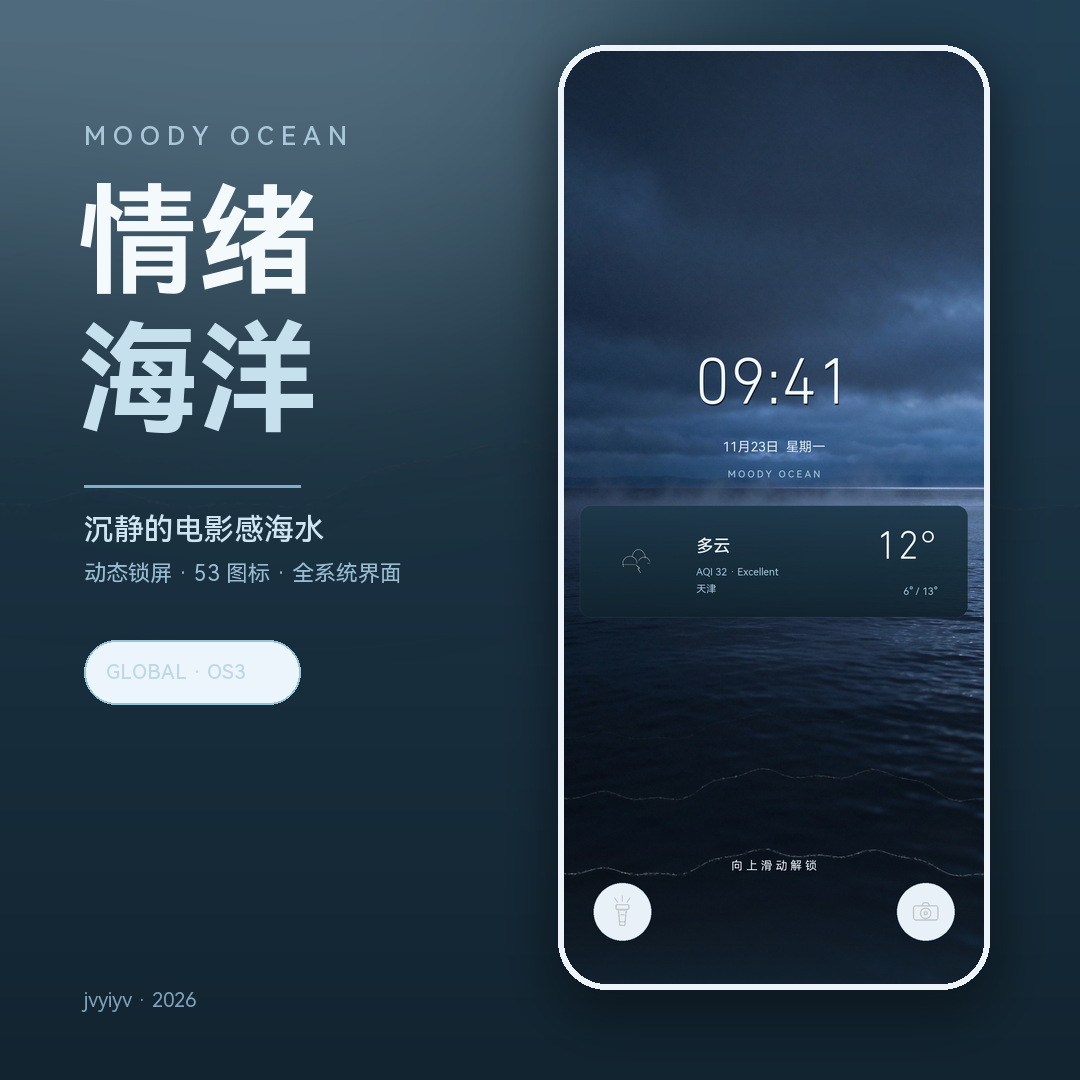 MOODY OCEAN
情绪
海洋
沉静的电影感海水
动态锁屏 · 53 图标 · 全系统界面
GLOBAL · OS3
jvyiyv · 2026
09:41
11月23日 星期一
MOODY OCEAN
多云
AQI 32 · Excellent
天津
12°
6° / 13°
向上滑动解锁